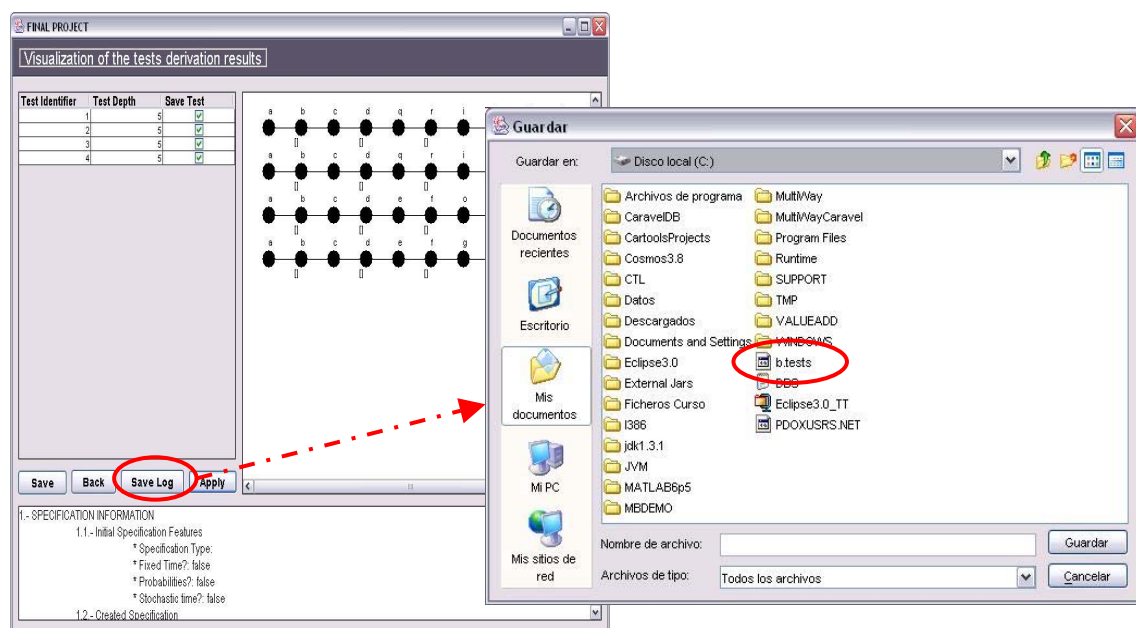 FINAL PROJECT
Visualization of the tests derivation results
Test Identifier Test Depth Save Test
1 5
2 5
3 5
4 5
a b c d q r i
[] [] []
a b c d q r i
[] [] []
a b c d e f o
[] [] []
a b c d e f g
[] [] []
Save Back Save Log Apply
1.- SPECIFICATION INFORMATION
1.1.- Initial Specification Features
* Specification Type:
* Fixed Time?: false
* Probabilities?: false
* Stochastic time?: false
1.2.- Created Specification
Guardar
Guardar en: Disco local (C:)
Documentos recientes
Escritorio
Mis documentos
Mi PC
Mis sitios de red
Archivos de programa
CaravelDB
CartoolsProjects
Cosmos3.8
CTL
Datos
Descargados
Documents and Settings
Eclipse3.0
External Jars
Ficheros Curso
I386
jdk1.3.1
JVM
MATLAB6p5
MBDEMO
MultiWay
MultiWayCaravel
Program Files
Runtime
SUPPORT
TMP
VALUEADD
WINDOWS
b.tests
Eclipse3.0_TT
PDOXUSRS.NET
Nombre de archivo: Guardar
Archivos de tipo: Todos los archivos Cancelar